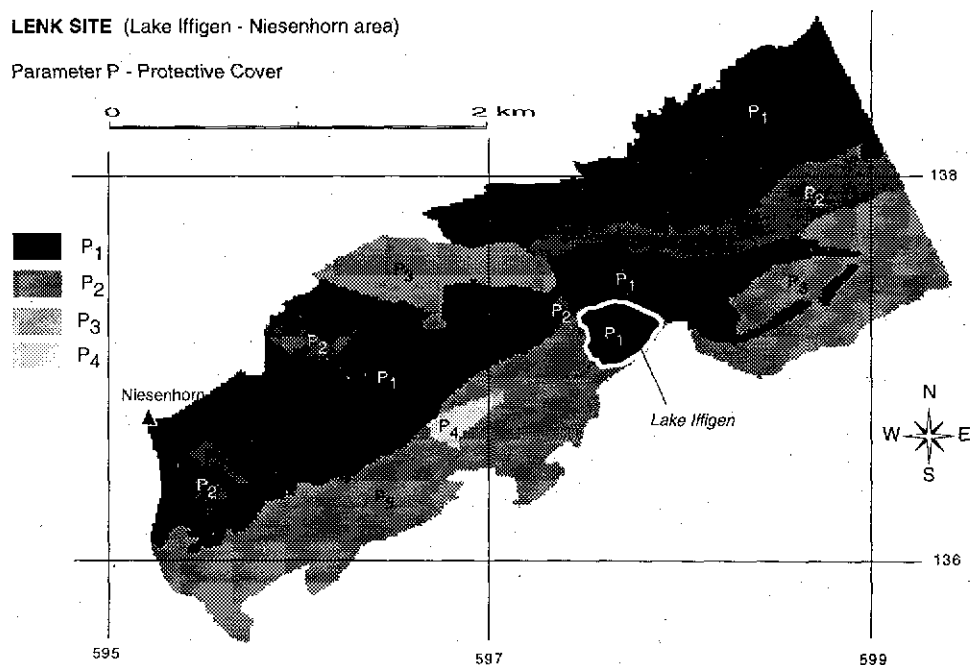 LENK SITE (Lake Iffigen - Niesenhorn area)
Parameter P - Protective Cover
0 2 km
P1
138
P2
P1
P2
P3
P4
P3
P1
P3
P2
P1
P2
P1
Niesenhorn
Lake Iffigen
P4
N
W E
S
P2
P3
136
595 597 599